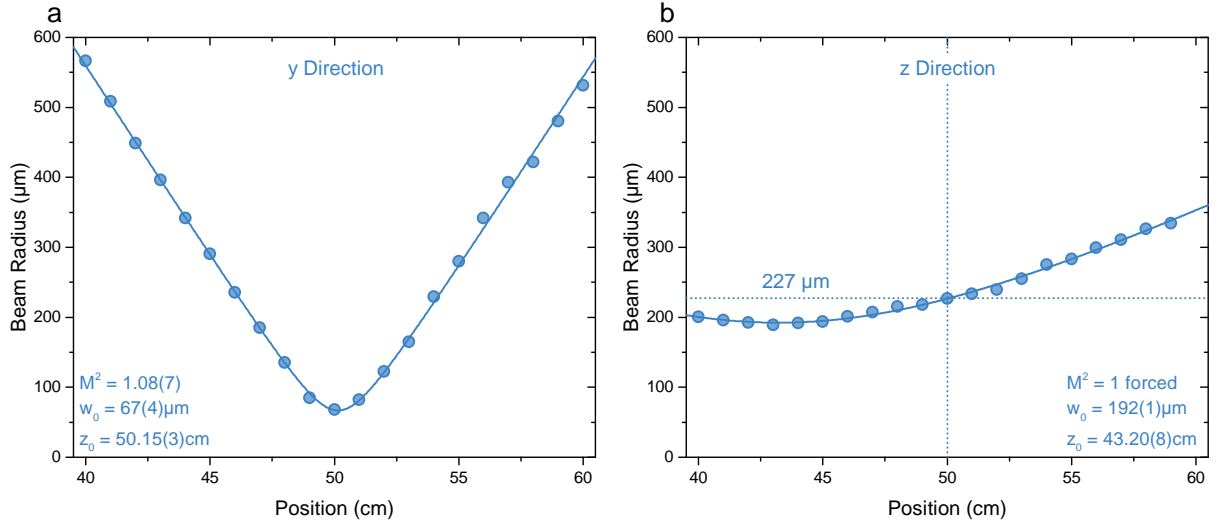 a
y Direction
600
500
400
300
200
100
0
Beam Radius (µm)
M² = 1.08(7)
w₀ = 67(4)µm
z₀ = 50.15(3)cm
40 45 50 55 60
Position (cm)
b
z Direction
600
500
400
300
200
100
0
Beam Radius (µm)
227 µm
M² = 1 forced
w₀ = 192(1)µm
z₀ = 43.20(8)cm
40 45 50 55 60
Position (cm)